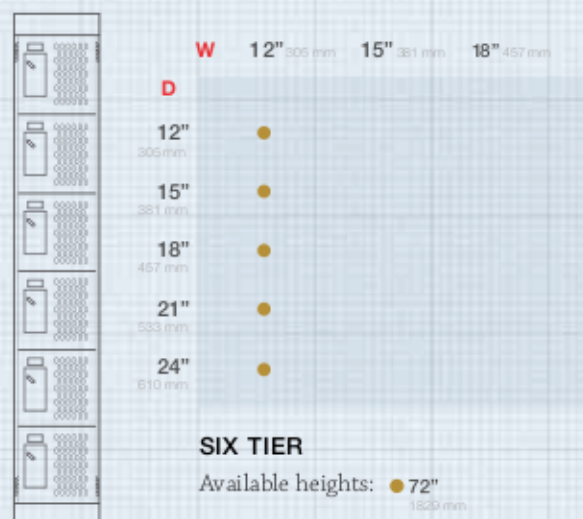 W 12" 305 mm 15" 381 mm 18" 457 mm
D
12"
305 mm
15"
381 mm
18"
457 mm
21"
533 mm
24"
610 mm
SIX TIER
Available heights: 72"
1829 mm